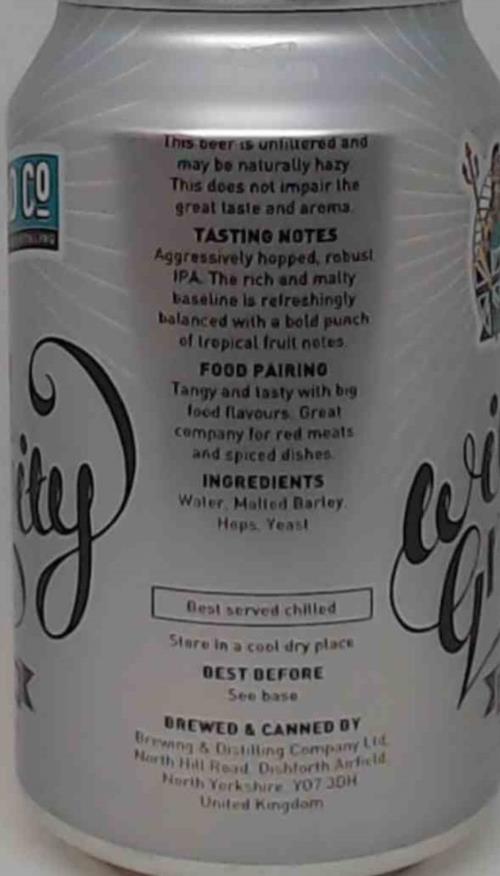 This beer is unfiltered and
may be naturally hazy
This does not impair the
great taste and aroma.
TASTING NOTES
Aggressively hopped, robust
IPA. The rich and malty
baseline is refreshingly
balanced with a bold punch
of tropical fruit notes.
FOOD PAIRING
Tangy and tasty with big
food flavours. Great
company for red meats
and spiced dishes.
INGREDIENTS
Water, Malted Barley,
Hops, Yeast
Best served chilled
Store in a cool dry place
BEST BEFORE
See base
BREWED & CANNED BY
Brewing & Distilling Company Ltd,
North Hill Road, Dishforth Airfield,
North Yorkshire, YO7 3DH
United Kingdom
CO
ity